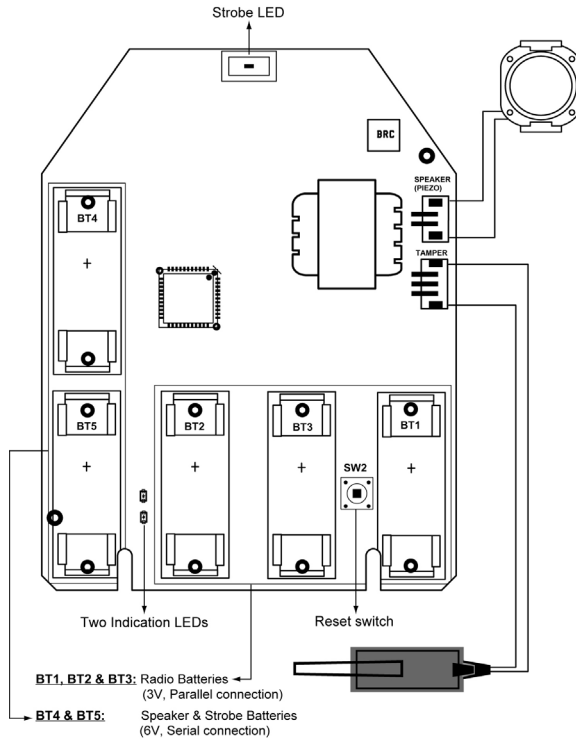 Strobe LED
BRC
SPEAKER
(PIEZO)
BT4
TAMPER
BT5
BT2
BT3
BT1
SW2
Two Indication LEDs
Reset switch
BT1, BT2 & BT3: Radio Batteries
(3V, Parallel connection)
BT4 & BT5: Speaker & Strobe Batteries
(6V, Serial connection)